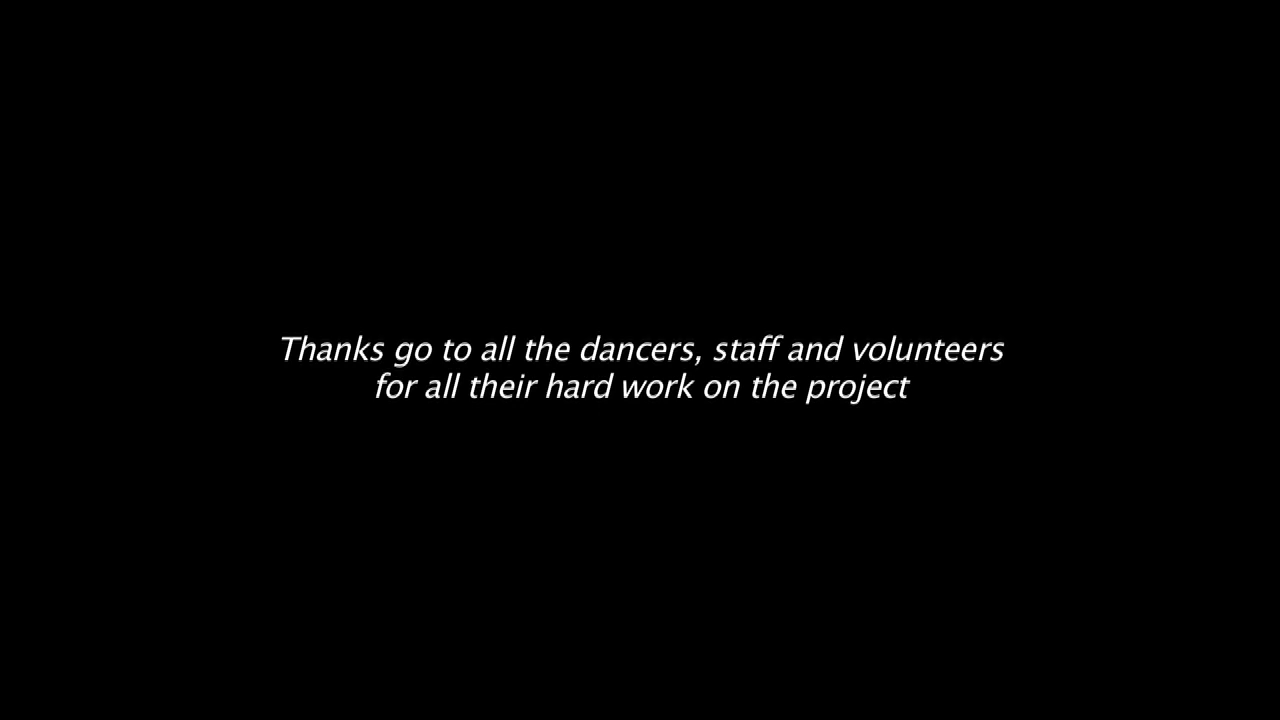 Thanks go to all the dancers, staff and volunteers
for all their hard work on the project